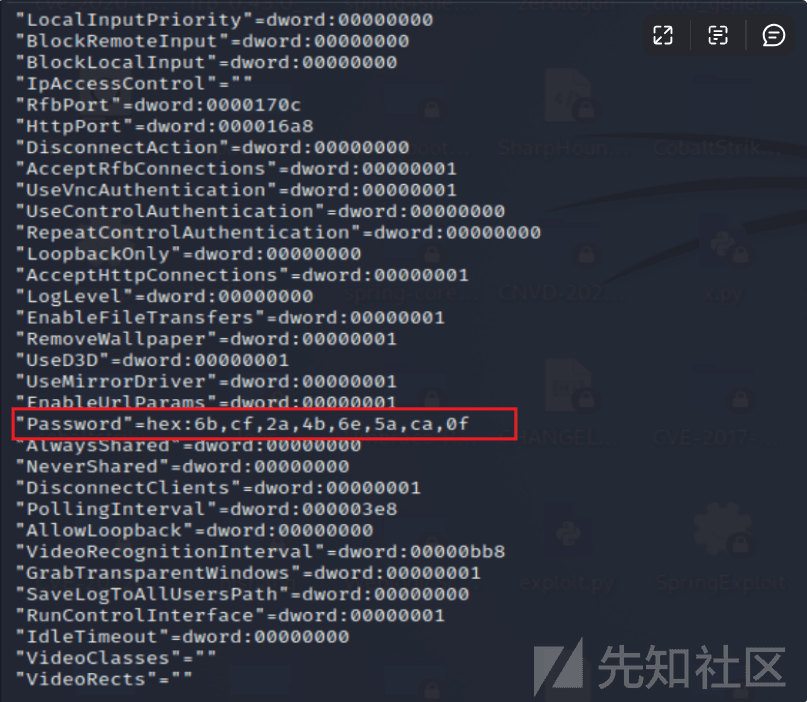 "LocalInputPriority"=dword:00000000
"BlockRemoteInput"=dword:00000000
"BlockLocalInput"=dword:00000000
"IpAccessControl"=""
"RfbPort"=dword:0000170c
"HttpPort"=dword:000016a8
"DisconnectAction"=dword:00000000
"AcceptRfbConnections"=dword:00000001
"UseVncAuthentication"=dword:00000001
"UseControlAuthentication"=dword:00000000
"RepeatControlAuthentication"=dword:00000000
"LoopbackOnly"=dword:00000000
"AcceptHttpConnections"=dword:00000001
"LogLevel"=dword:00000000
"EnableFileTransfers"=dword:00000001
"RemoveWallpaper"=dword:00000001
"UseD3D"=dword:00000001
"UseMirrorDriver"=dword:00000001
"EnableUrlParams"=dword:00000001
"Password"=hex:6b,cf,2a,4b,6e,5a,ca,0f
"AlwaysShared"=dword:00000000
"NeverShared"=dword:00000000
"DisconnectClients"=dword:00000001
"PollingInterval"=dword:000003e8
"AllowLoopback"=dword:00000000
"VideoRecognitionInterval"=dword:00000bb8
"GrabTransparentWindows"=dword:00000001
"SaveLogToAllUsersPath"=dword:00000000
"RunControlInterface"=dword:00000001
"IdleTimeout"=dword:00000000
"VideoClasses"=""
"VideoRects"=""
先知社区